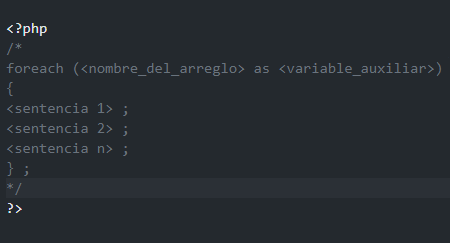 <?php
/*
foreach (<nombre_del_arreglo> as <variable_auxiliar>)
{
<sentencia 1> ;
<sentencia 2> ;
<sentencia n> ;
} ;
*/
?>